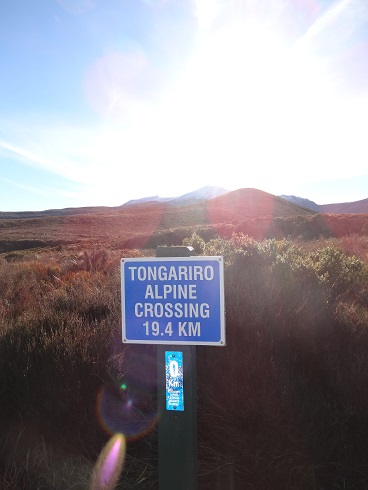 TONGARIRO
ALPINE
CROSSING
19.4 KM
0
Km